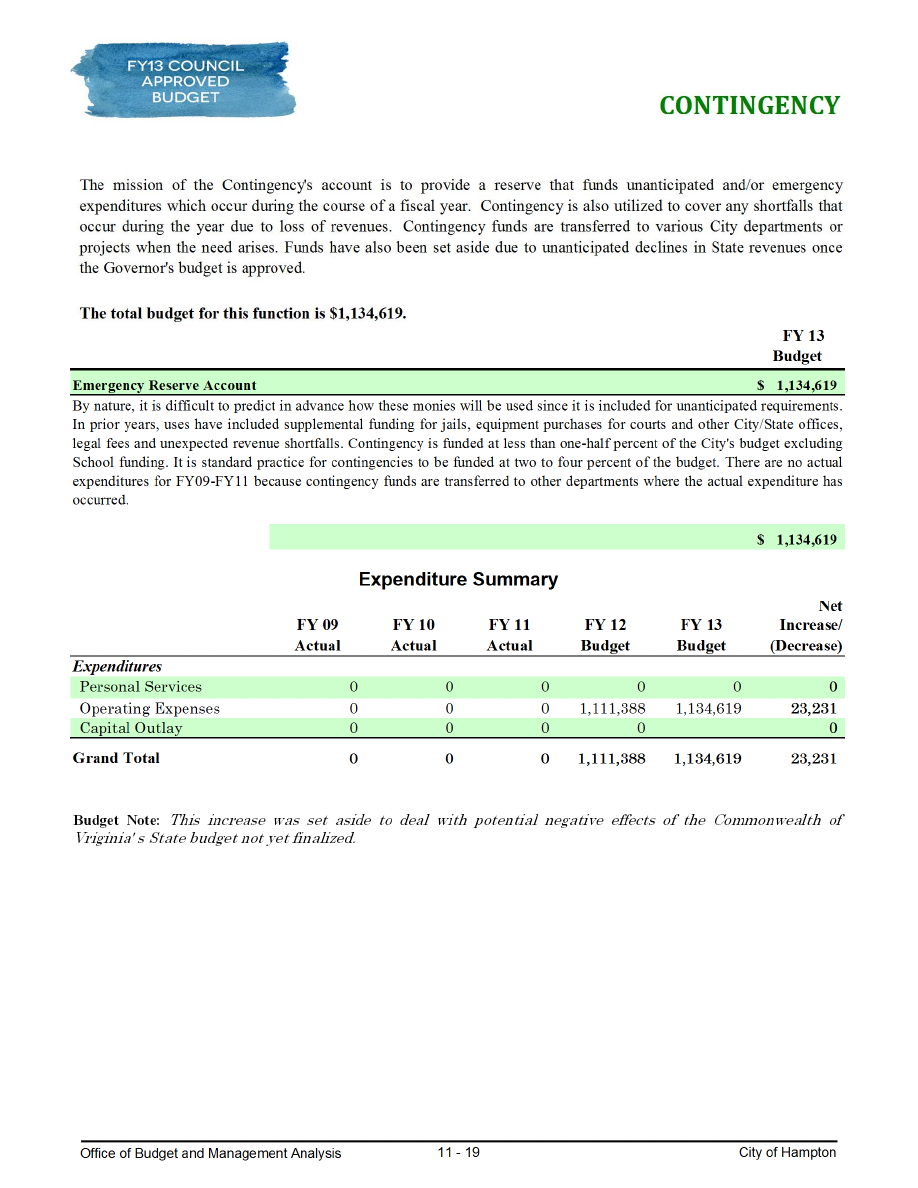 FY13 COUNCIL
APPROVED
BUDGET
CONTINGENCY
The mission of the Contingency's account is to provide a reserve that funds unanticipated and/or emergency
expenditures which occur during the course of a fiscal year. Contingency is also utilized to cover any shortfalls that
occur during the year due to loss of revenues. Contingency funds are transferred to various City departments or
projects when the need arises. Funds have also been set aside due to unanticipated declines in State revenues once
the Governor's budget is approved.
The total budget for this function is $1,134,619.
FY 13
Budget
Emergency Reserve Account $ 1,134,619
By nature, it is difficult to predict in advance how these monies will be used since it is included for unanticipated requirements.
In prior years, uses have included supplemental funding for jails, equipment purchases for courts and other City/State offices,
legal fees and unexpected revenue shortfalls. Contingency is funded at less than one-half percent of the City's budget excluding
School funding. It is standard practice for contingencies to be funded at two to four percent of the budget. There are no actual
expenditures for FY09-FY11 because contingency funds are transferred to other departments where the actual expenditure has
occurred.
$ 1,134,619
Expenditure Summary
Net
FY 09 FY 10 FY 11 FY 12 FY 13 Increase/
Actual Actual Actual Budget Budget (Decrease)
Expenditures
Personal Services 0 0 0 0 0 0
Operating Expenses 0 0 0 1,111,388 1,134,619 23,231
Capital Outlay 0 0 0 0 0
Grand Total 0 0 0 1,111,388 1,134,619 23,231
Budget Note: This increase was set aside to deal with potential negative effects of the Commonwealth of
Vriginia's State budget not yet finalized.
Office of Budget and Management Analysis 11 - 19 City of Hampton